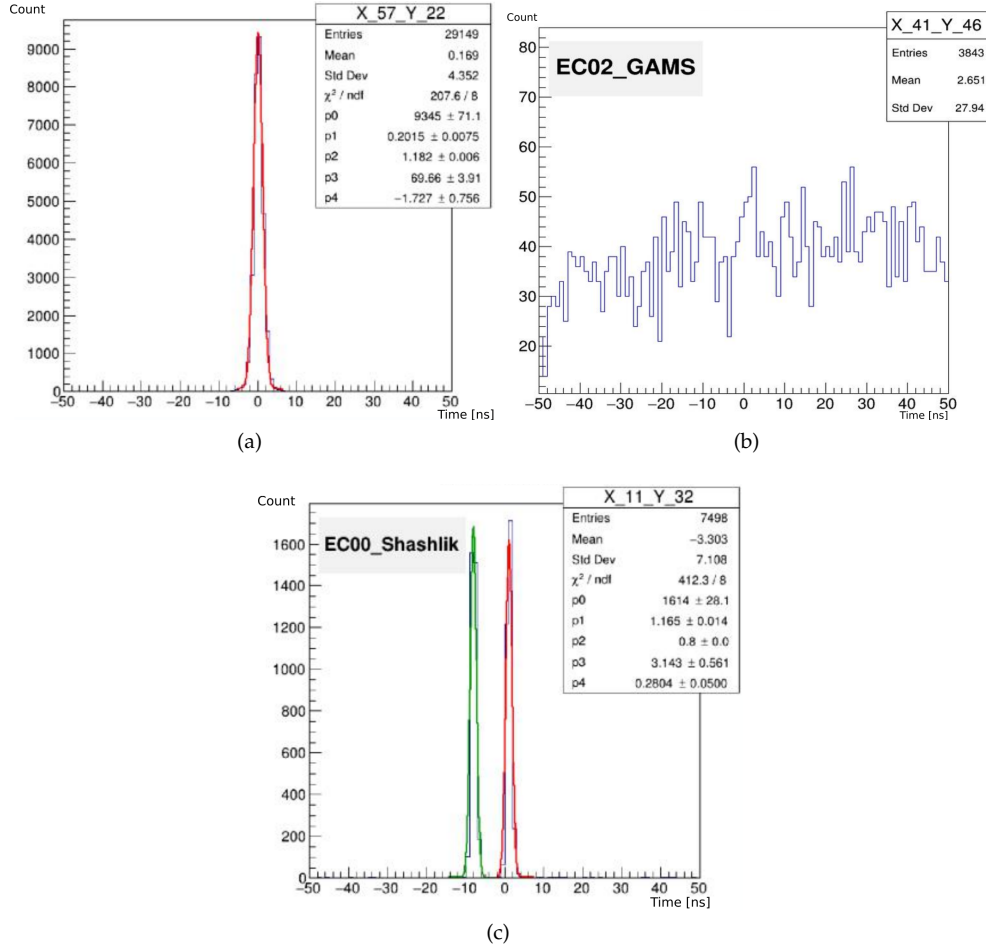 Count
X_57_Y_22
Entries 29149
Mean 0.169
Std Dev 4.352
χ² / ndf 207.6 / 8
p0 9345 ± 71.1
p1 0.2015 ± 0.0075
p2 1.182 ± 0.006
p3 69.66 ± 3.91
p4 −1.727 ± 0.756
9000
8000
7000
6000
5000
4000
3000
2000
1000
0
−50 −40 −30 −20 −10 0 10 20 30 40 50
Time [ns]
(a)
Count
X_41_Y_46
Entries 3843
Mean 2.651
Std Dev 27.94
EC02_GAMS
80
70
60
50
40
30
20
−50 −40 −30 −20 −10 0 10 20 30 40 50
Time [ns]
(b)
Count
X_11_Y_32
Entries 7498
Mean −3.303
Std Dev 7.108
χ² / ndf 412.3 / 8
p0 1614 ± 28.1
p1 1.165 ± 0.014
p2 0.8 ± 0.0
p3 3.143 ± 0.561
p4 0.2804 ± 0.0500
EC00_Shashlik
1600
1400
1200
1000
800
600
400
200
0
−50 −40 −30 −20 −10 0 10 20 30 40 50
Time [ns]
(c)